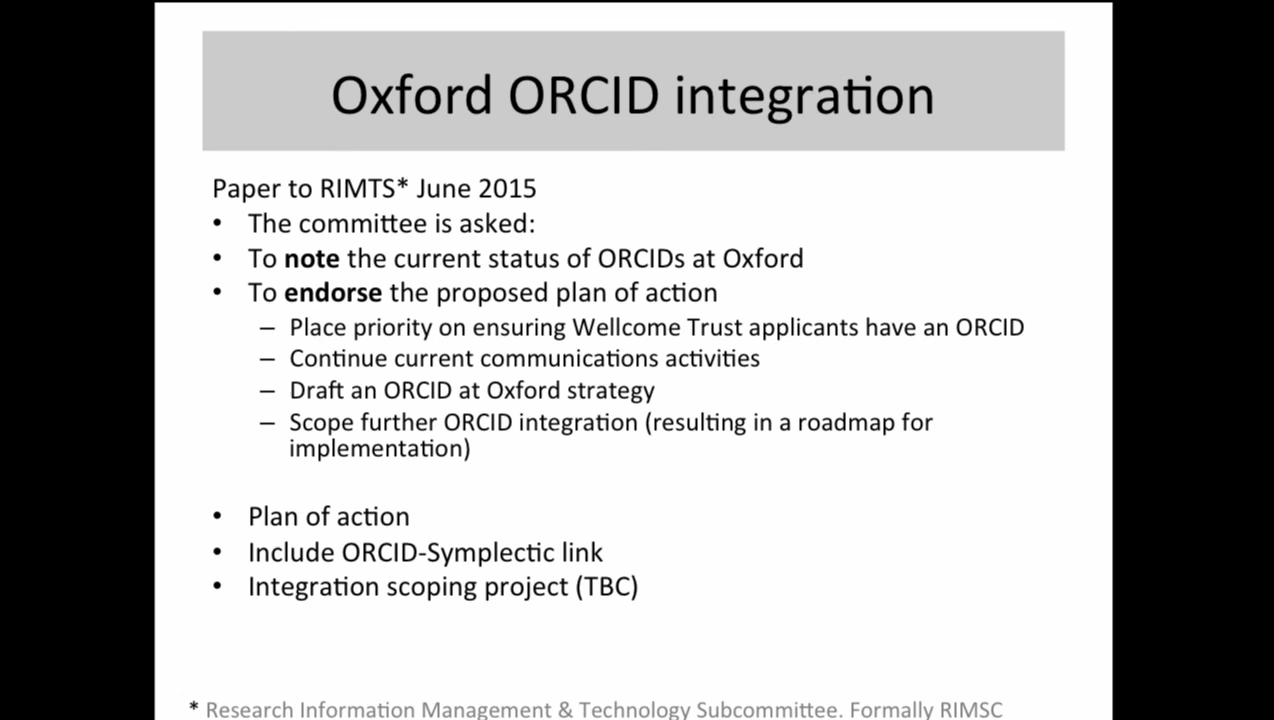 Oxford ORCID integration
Paper to RIMTS* June 2015
• The committee is asked:
• To note the current status of ORCIDs at Oxford
• To endorse the proposed plan of action
– Place priority on ensuring Wellcome Trust applicants have an ORCID
– Continue current communications activities
– Draft an ORCID at Oxford strategy
– Scope further ORCID integration (resulting in a roadmap for
implementation)
• Plan of action
• Include ORCID-Symplectic link
• Integration scoping project (TBC)
* Research Information Management & Technology Subcommittee. Formally RIMSC